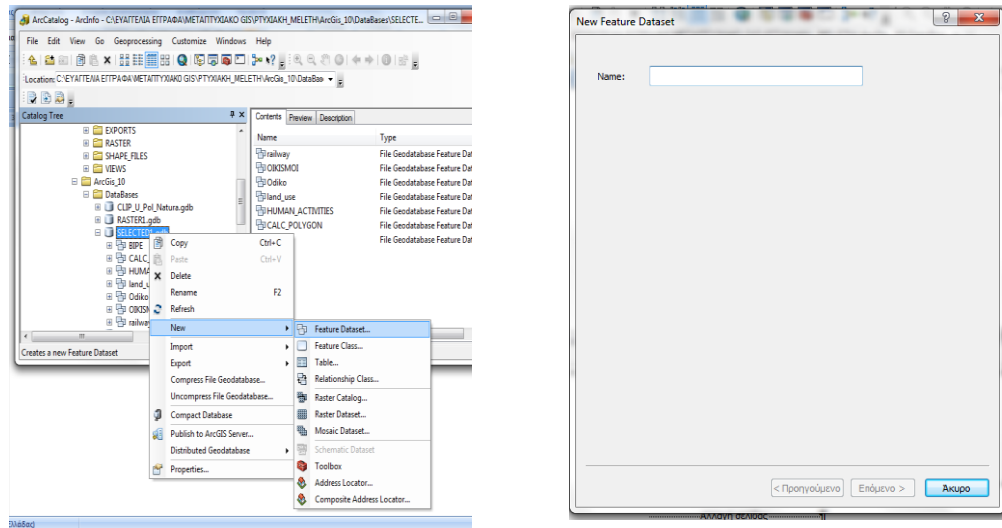 ArcCatalog - ArcInfo - C:\ΕΥΑΓΓΕΛΙΑ ΕΓΓΡΑΦΑ\ΜΕΤΑΠΤΥΧΙΑΚΟ GIS\PTYXIAKH_MELETH\ArcGis_10\DataBases\SELECTE...
File Edit View Go Geoprocessing Customize Windows Help
Location: C:\ΕΥΑΓΓΕΛΙΑ ΕΓΓΡΑΦΑ\ΜΕΤΑΠΤΥΧΙΑΚΟ GIS\PTYXIAKH_MELETH\ArcGis_10\DataBas
Catalog Tree
EXPORTS
RASTER
SHAPE_FILES
VIEWS
ArcGis_10
DataBases
CLIP_U_Pol_Natura.gdb
RASTER1.gdb
SELECTED1.gdb
BIPE
CALC_
HUMA
land_u
Odiko
OIKISM
railway
Creates a new Feature Dataset
Contents Preview Description
Name Type
railway File Geodatabase Feature Dat
OIKISMOI File Geodatabase Feature Dat
Odiko File Geodatabase Feature Dat
land_use File Geodatabase Feature Dat
HUMAN_ACTIVITIES File Geodatabase Feature Dat
CALC_POLYGON File Geodatabase Feature Dat
File Geodatabase Feature Dat
Copy Ctrl+C
Paste Ctrl+V
Delete
Rename F2
Refresh
New
Import
Export
Compress File Geodatabase...
Uncompress File Geodatabase...
Compact Database
Publish to ArcGIS Server...
Distributed Geodatabase
Properties...
Feature Dataset...
Feature Class...
Table...
Relationship Class...
Raster Catalog...
Raster Dataset...
Mosaic Dataset...
Schematic Dataset
Toolbox
Address Locator...
Composite Address Locator...
Ελλάδας)
New Feature Dataset
Name:
< Προηγούμενο Επόμενο > Άκυρο
Αλλαγή σελίδας